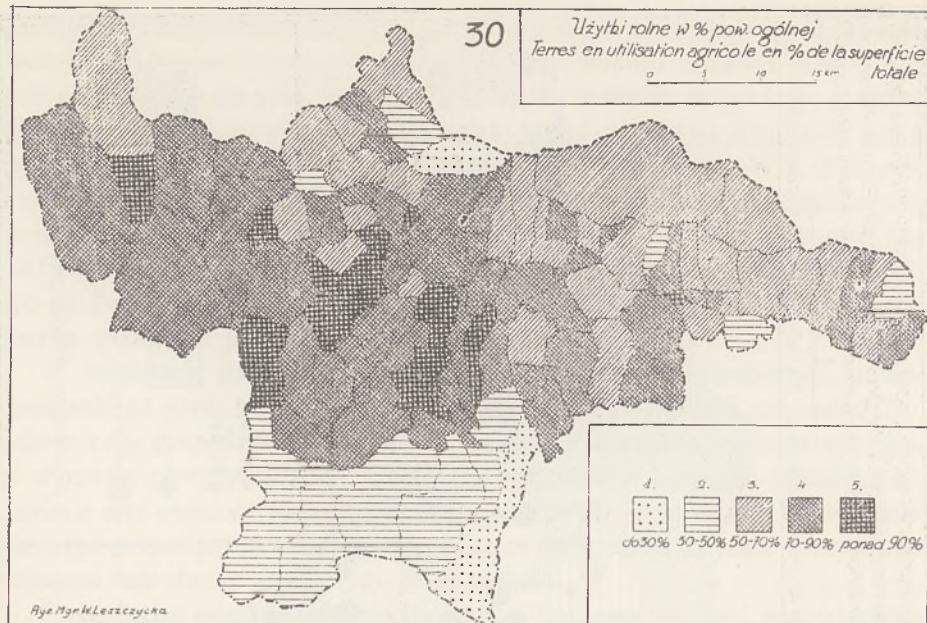 30
Użytki rolne w % pow. ogólnej
Terres en utilisation agricole en % de la superficie
totale
0 5 10 15 km
1. 2. 3. 4 5.
do 30% 30-50% 50-70% 70-90% ponad 90%
Rys. Mgr. W. Leszczycka